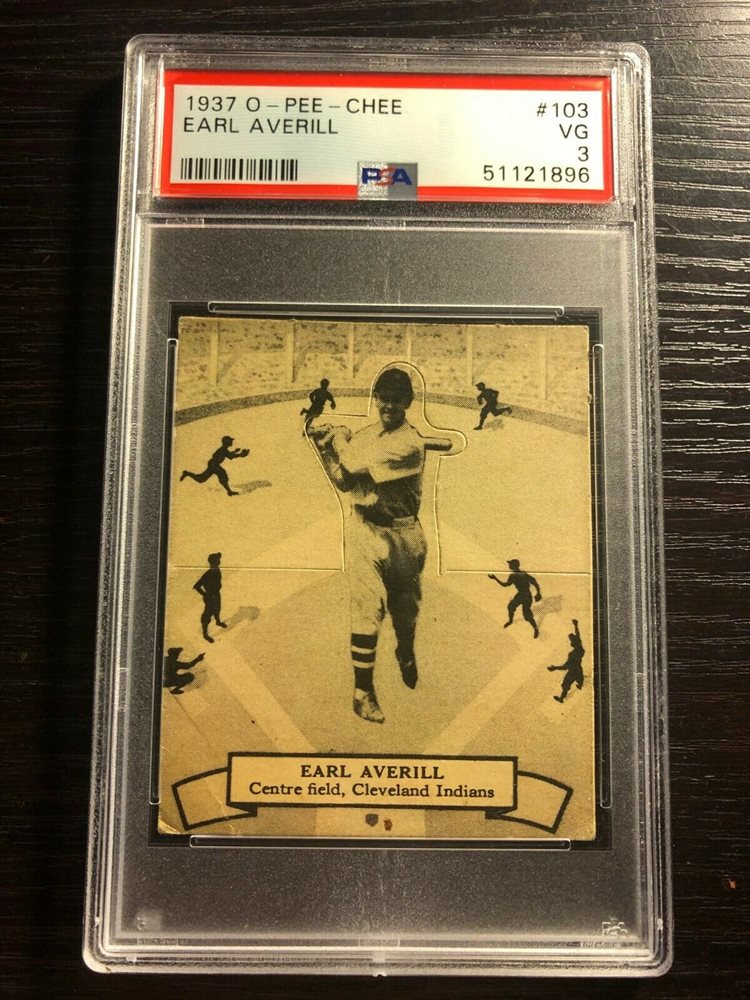 1937 O-PEE-CHEE #103
EARL AVERILL VG
3
PSA 51121896
EARL AVERILL
Centre field, Cleveland Indians